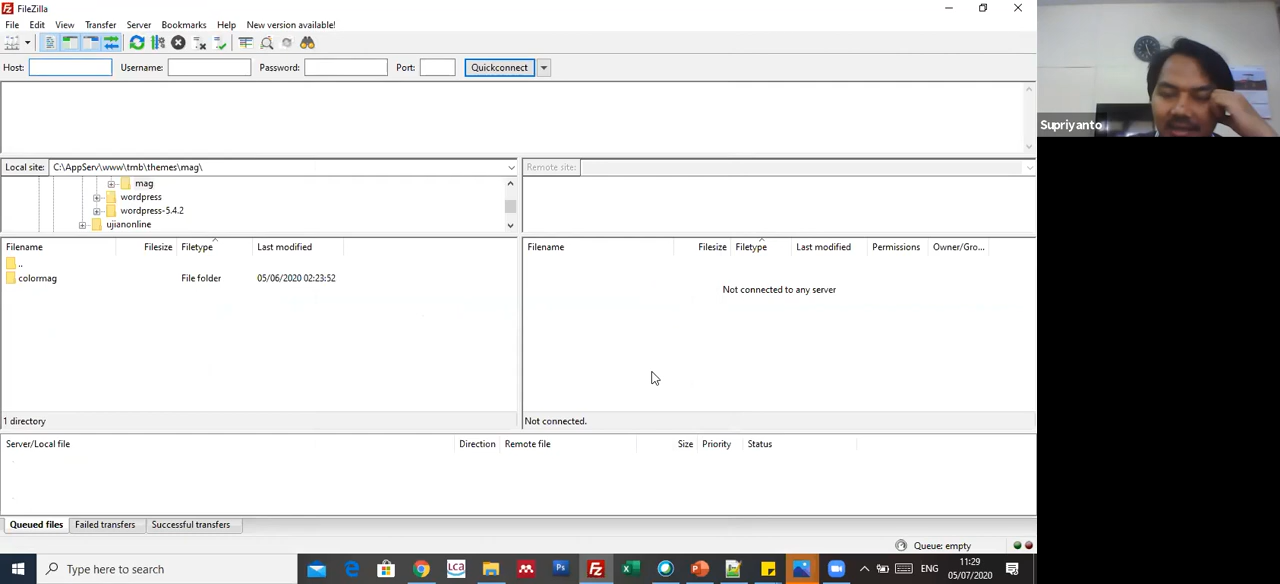 FileZilla
File Edit View Transfer Server Bookmarks Help New version available!
Host: Username: Password: Port: Quickconnect
Supriyanto
Local site: C:\AppServ\www\tmb\themes\mag\ Remote site:
mag
wordpress
wordpress-5.4.2
ujianonline
Filename Filesize Filetype Last modified Filename Filesize Filetype Last modified Permissions Owner/Gro...
..
colormag File folder 05/06/2020 02:23:52
Not connected to any server
1 directory Not connected.
Server/Local file Direction Remote file Size Priority Status
Queued files Failed transfers Successful transfers
Queue: empty
Type here to search LCA Ps ENG 11:29
05/07/2020